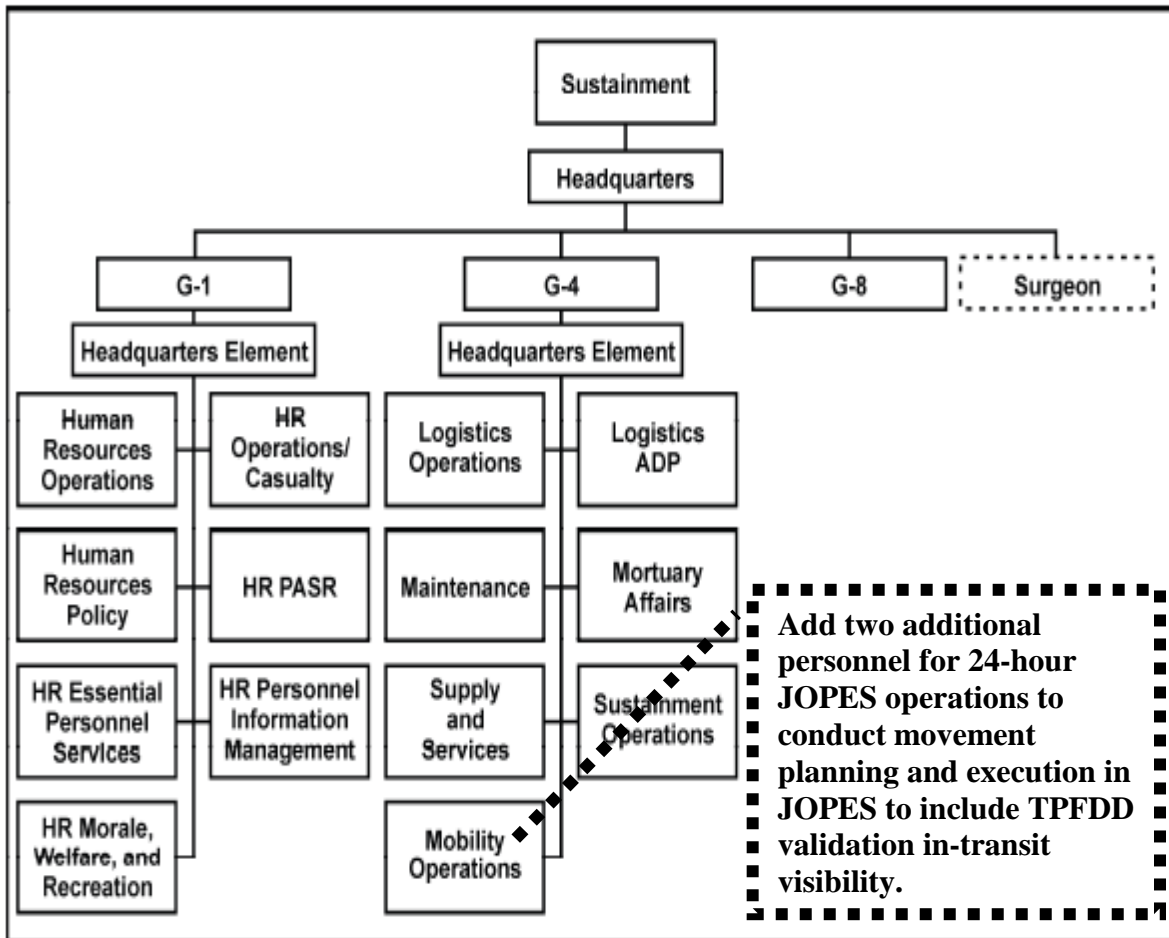 Sustainment
Headquarters
G-1
G-4
G-8
Surgeon
Headquarters Element
Headquarters Element
Human
Resources
Operations
HR
Operations/
Casualty
Logistics
Operations
Logistics
ADP
Human
Resources
Policy
HR PASR
Maintenance
Mortuary
Affairs
HR Essential
Personnel
Services
HR Personnel
Information
Management
Supply
and
Services
Sustainment
Operations
HR Morale,
Welfare, and
Recreation
Mobility
Operations
Add two additional
personnel for 24-hour
JOPES operations to
conduct movement
planning and execution in
JOPES to include TPFDD
validation in-transit
visibility.